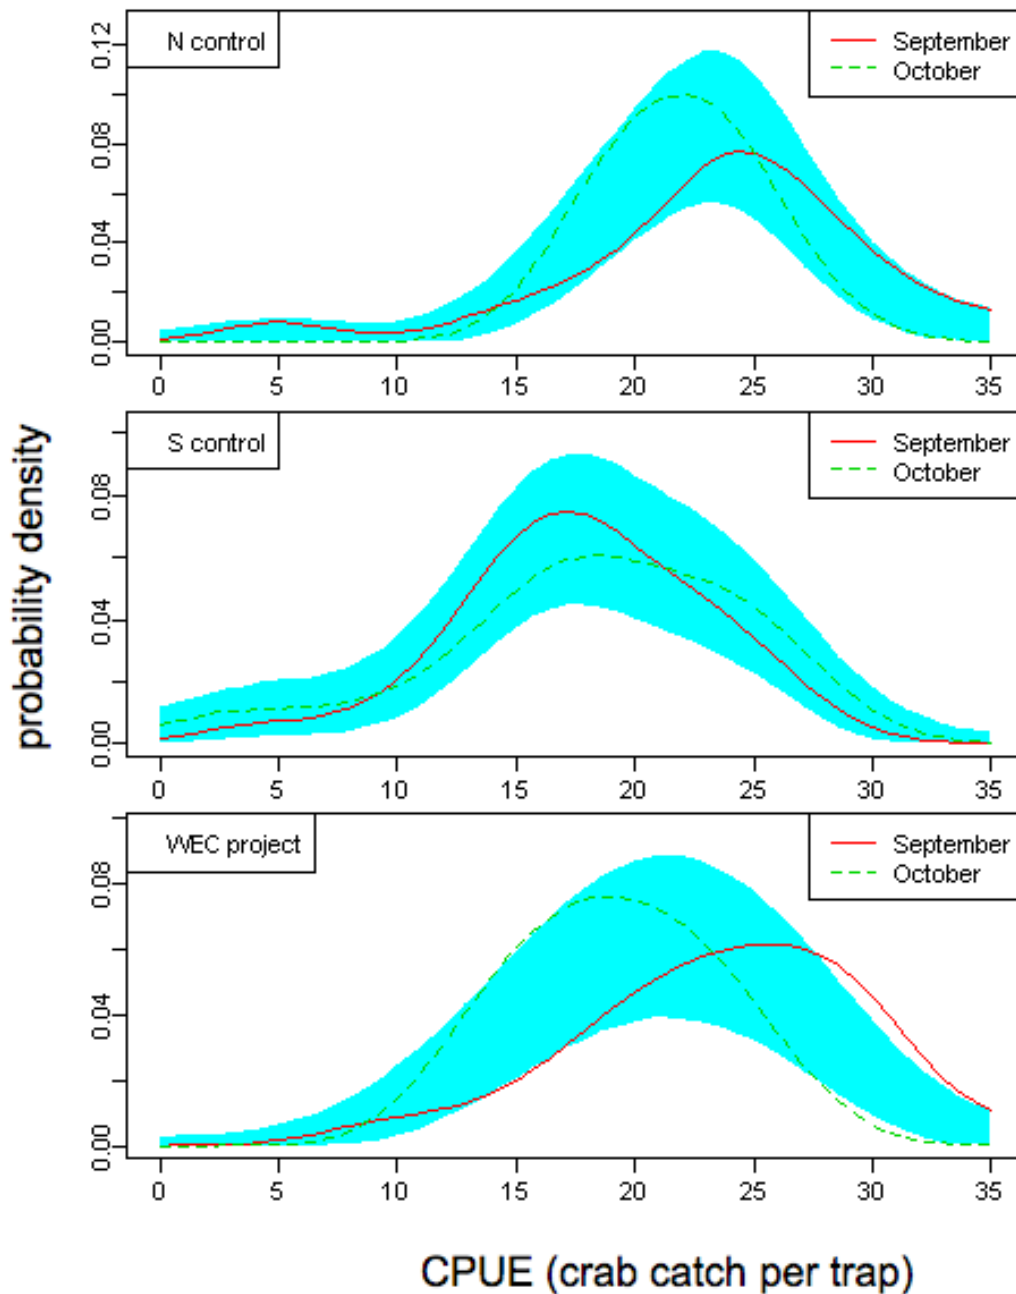 N control
September
October
0.12
0.08
0.04
0.00
0 5 10 15 20 25 30 35
S control
September
October
0.08
0.04
0.00
0 5 10 15 20 25 30 35
probability density
WEC project
September
October
0.08
0.04
0.00
0 5 10 15 20 25 30 35
CPUE (crab catch per trap)